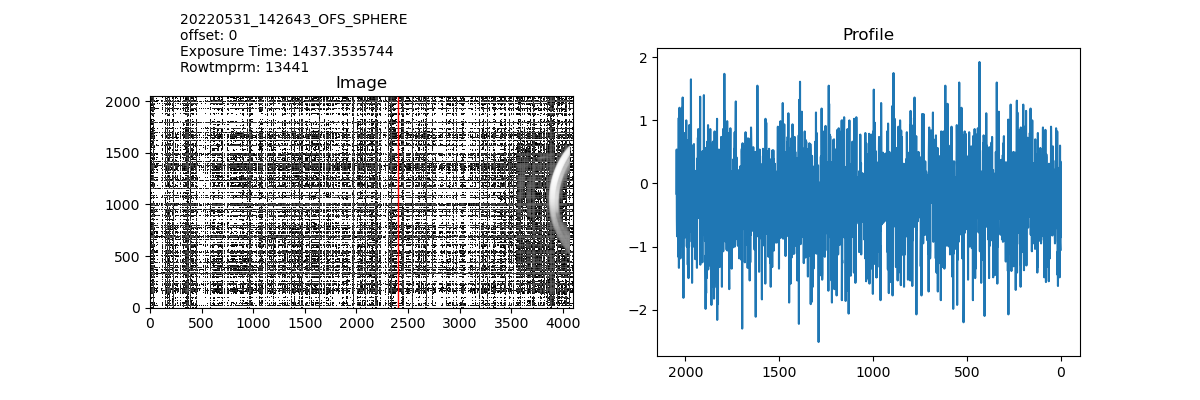 20220531_142643_OFS_SPHERE
offset: 0
Exposure Time: 1437.3535744
Rowtmprm: 13441
Image
2000
1500
1000
500
0
0 500 1000 1500 2000 2500 3000 3500 4000
Profile
2
1
0
−1
−2
2000 1500 1000 500 0